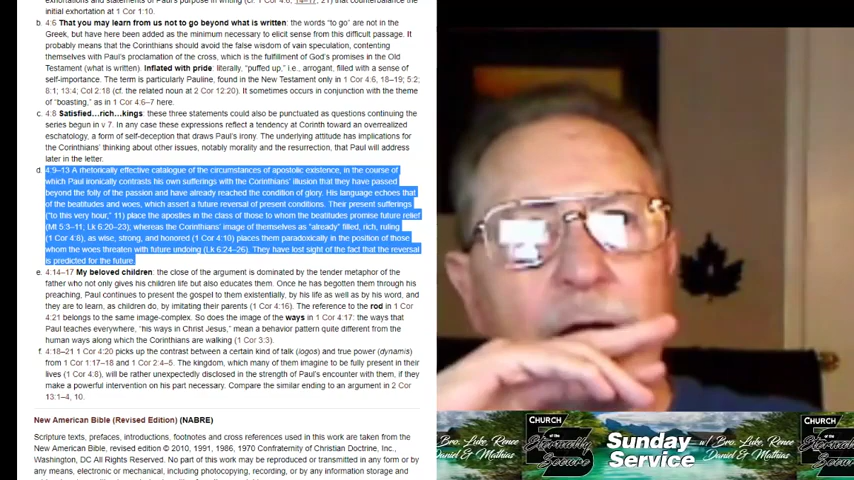 exhortations and statements of Paul's purpose in writing (cf. 1 Cor 4:6, 14–17, 21) that counterbalance the
initial exhortation at 1 Cor 1:10.
b. 4:6 That you may learn from us not to go beyond what is written: the words "to go" are not in the
Greek, but have here been added as the minimum necessary to elicit sense from this difficult passage. It
probably means that the Corinthians should avoid the false wisdom of vain speculation, contenting
themselves with Paul's proclamation of the cross, which is the fulfillment of God's promises in the Old
Testament (what is written). Inflated with pride: literally, "puffed up," i.e., arrogant, filled with a sense of
self-importance. The term is particularly Pauline, found in the New Testament only in 1 Cor 4:6, 18–19; 5:2;
8:1; 13:4; Col 2:18 (cf. the related noun at 2 Cor 12:20). It sometimes occurs in conjunction with the theme
of "boasting," as in 1 Cor 4:6–7 here.
c. 4:8 Satisfied…rich…kings: these three statements could also be punctuated as questions continuing the
series begun in v 7. In any case these expressions reflect a tendency at Corinth toward an overrealized
eschatology, a form of self-deception that draws Paul's irony. The underlying attitude has implications for
the Corinthians' thinking about other issues, notably morality and the resurrection, that Paul will address
later in the letter.
d. 4:9–13 A rhetorically effective catalogue of the circumstances of apostolic existence, in the course of
which Paul ironically contrasts his own sufferings with the Corinthians' illusion that they have passed
beyond the folly of the passion and have already reached the condition of glory. His language echoes that
of the beatitudes and woes, which assert a future reversal of present conditions. Their present sufferings
("to this very hour," 11) place the apostles in the class of those to whom the beatitudes promise future relief
(Mt 5:3–11; Lk 6:20–23); whereas the Corinthians' image of themselves as "already" filled, rich, ruling
(1 Cor 4:8), as wise, strong, and honored (1 Cor 4:10) places them paradoxically in the position of those
whom the woes threaten with future undoing (Lk 6:24–26). They have lost sight of the fact that the reversal
is predicted for the future.
e. 4:14–17 My beloved children: the close of the argument is dominated by the tender metaphor of the
father who not only gives his children life but also educates them. Once he has begotten them through his
preaching, Paul continues to present the gospel to them existentially, by his life as well as by his word, and
they are to learn, as children do, by imitating their parents (1 Cor 4:16). The reference to the rod in 1 Cor
4:21 belongs to the same image-complex. So does the image of the ways in 1 Cor 4:17: the ways that
Paul teaches everywhere, "his ways in Christ Jesus," mean a behavior pattern quite different from the
human ways along which the Corinthians are walking (1 Cor 3:3).
f. 4:18–21 1 Cor 4:20 picks up the contrast between a certain kind of talk (logos) and true power (dynamis)
from 1 Cor 1:17–18 and 1 Cor 2:4–5. The kingdom, which many of them imagine to be fully present in their
lives (1 Cor 4:8), will be rather unexpectedly disclosed in the strength of Paul's encounter with them, if they
make a powerful intervention on his part necessary. Compare the similar ending to an argument in 2 Cor
13:1–4, 10.
New American Bible (Revised Edition) (NABRE)
Scripture texts, prefaces, introductions, footnotes and cross references used in this work are taken from the
New American Bible, revised edition © 2010, 1991, 1986, 1970 Confraternity of Christian Doctrine, Inc.,
Washington, DC All Rights Reserved. No part of this work may be reproduced or transmitted in any form or by
any means, electronic or mechanical, including photocopying, recording, or by any information storage and
Bro. Luke, Renee
Daniel & Mathias
CHURCH
of the
Eternally
Secure
Sunday
Service
w/ Bro. Luke, Renee
Daniel & Mathias
CHURCH
of the
Eternally
Secure